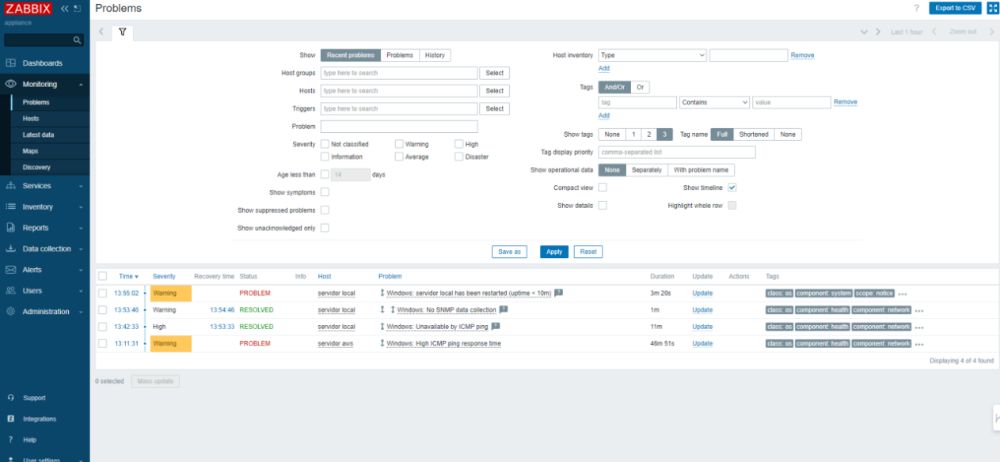 ZABBIX
appliance
Dashboards
Monitoring
Problems
Hosts
Latest data
Maps
Discovery
Services
Inventory
Reports
Data collection
Alerts
Users
Administration
Support
Integrations
Help
User settings
Problems
? Export to CSV
Last 1 hour Zoom out
Show Recent problems Problems History
Host groups type here to search Select
Hosts type here to search Select
Triggers type here to search Select
Problem
Severity Not classified Warning High
Information Average Disaster
Age less than 14 days
Show symptoms
Show suppressed problems
Show unacknowledged only
Host inventory Type Remove
Add
Tags And/Or Or
tag Contains value Remove
Add
Show tags None 1 2 3 Tag name Full Shortened None
Tag display priority comma-separated list
Show operational data None Separately With problem name
Compact view Show timeline
Show details Highlight whole row
Save as Apply Reset
Time Severity Recovery time Status Info Host Problem Duration Update Actions Tags
13:55:02 Warning PROBLEM servidor local Windows: servidor local has been restarted (uptime < 10m) ? 3m 20s Update class: os component: system scope: notice •••
13:53:46 Warning 13:54:46 RESOLVED servidor local Windows: No SNMP data collection ? 1m Update class: os component: health component: network •••
13:42:33 High 13:53:33 RESOLVED servidor local Windows: Unavailable by ICMP ping ? 11m Update class: os component: health component: network •••
13:11:31 Warning PROBLEM servidor aws Windows: High ICMP ping response time 46m 51s Update class: os component: health component: network •••
Displaying 4 of 4 found
0 selected Mass update